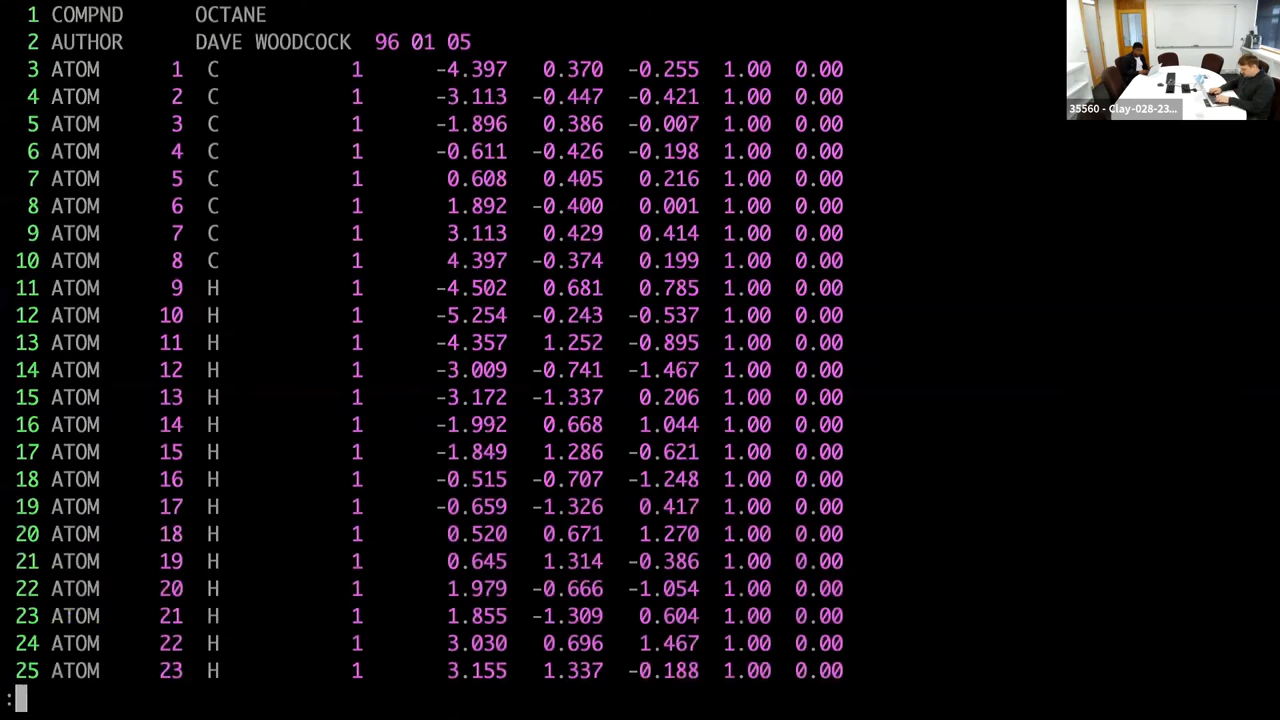 1 COMPND OCTANE
2 AUTHOR DAVE WOODCOCK 96 01 05
3 ATOM 1 C 1 -4.397 0.370 -0.255 1.00 0.00
4 ATOM 2 C 1 -3.113 -0.447 -0.421 1.00 0.00
5 ATOM 3 C 1 -1.896 0.386 -0.007 1.00 0.00
6 ATOM 4 C 1 -0.611 -0.426 -0.198 1.00 0.00
7 ATOM 5 C 1 0.608 0.405 0.216 1.00 0.00
8 ATOM 6 C 1 1.892 -0.400 0.001 1.00 0.00
9 ATOM 7 C 1 3.113 0.429 0.414 1.00 0.00
10 ATOM 8 C 1 4.397 -0.374 0.199 1.00 0.00
11 ATOM 9 H 1 -4.502 0.681 0.785 1.00 0.00
12 ATOM 10 H 1 -5.254 -0.243 -0.537 1.00 0.00
13 ATOM 11 H 1 -4.357 1.252 -0.895 1.00 0.00
14 ATOM 12 H 1 -3.009 -0.741 -1.467 1.00 0.00
15 ATOM 13 H 1 -3.172 -1.337 0.206 1.00 0.00
16 ATOM 14 H 1 -1.992 0.668 1.044 1.00 0.00
17 ATOM 15 H 1 -1.849 1.286 -0.621 1.00 0.00
18 ATOM 16 H 1 -0.515 -0.707 -1.248 1.00 0.00
19 ATOM 17 H 1 -0.659 -1.326 0.417 1.00 0.00
20 ATOM 18 H 1 0.520 0.671 1.270 1.00 0.00
21 ATOM 19 H 1 0.645 1.314 -0.386 1.00 0.00
22 ATOM 20 H 1 1.979 -0.666 -1.054 1.00 0.00
23 ATOM 21 H 1 1.855 -1.309 0.604 1.00 0.00
24 ATOM 22 H 1 3.030 0.696 1.467 1.00 0.00
25 ATOM 23 H 1 3.155 1.337 -0.188 1.00 0.00
:
35560 - Clay-028-23...